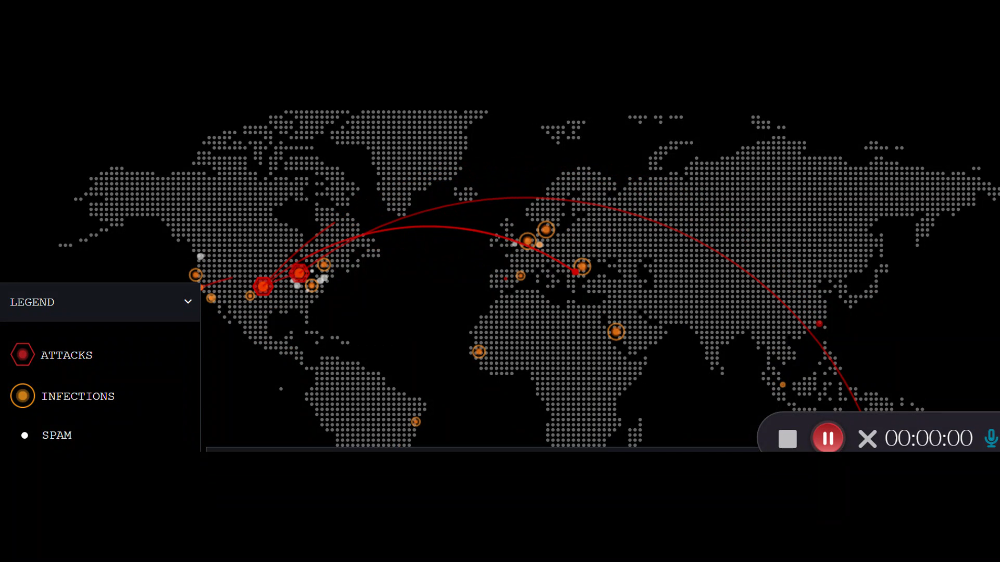 LEGEND
ATTACKS
INFECTIONS
SPAM
00:00:00